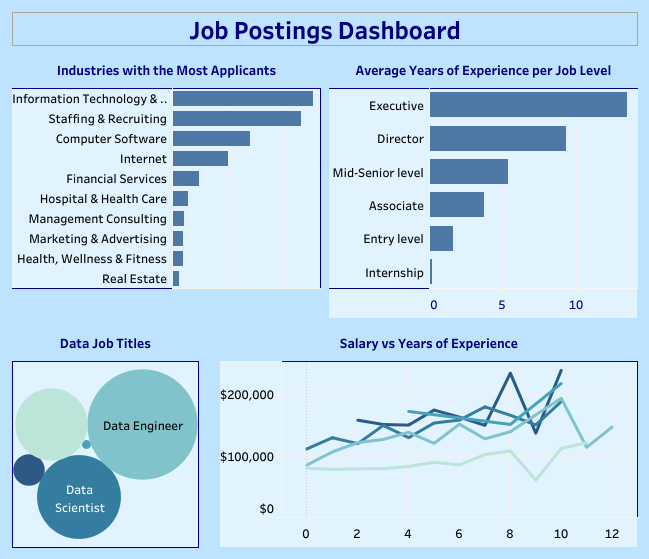 Job Postings Dashboard
Industries with the Most Applicants
Information Technology & ..
Staffing & Recruiting
Computer Software
Internet
Financial Services
Hospital & Health Care
Management Consulting
Marketing & Advertising
Health, Wellness & Fitness
Real Estate
Average Years of Experience per Job Level
Executive
Director
Mid-Senior level
Associate
Entry level
Internship
0 5 10
Data Job Titles
Data Engineer
Data
Scientist
Salary vs Years of Experience
$200,000
$100,000
$0
0 2 4 6 8 10 12